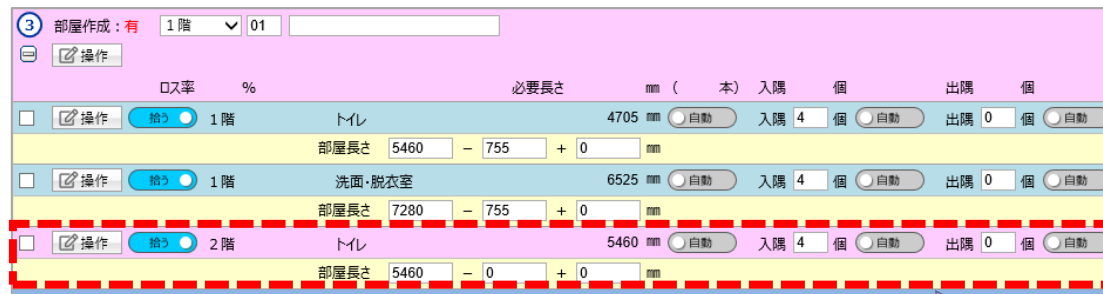 ③ 部屋作成：有 1階 01
操作
ロス率 % 必要長さ ㎜ ( 本) 入隅 個 出隅 個
操作 拾う 1階 トイレ 4705 ㎜ 自動 入隅 4 個 自動 出隅 0 個 自動
部屋長さ 5460 － 755 + 0 ㎜
操作 拾う 1階 洗面・脱衣室 6525 ㎜ 自動 入隅 4 個 自動 出隅 0 個 自動
部屋長さ 7280 － 755 + 0 ㎜
操作 拾う 2階 トイレ 5460 ㎜ 自動 入隅 4 個 自動 出隅 0 個 自動
部屋長さ 5460 － 0 + 0 ㎜